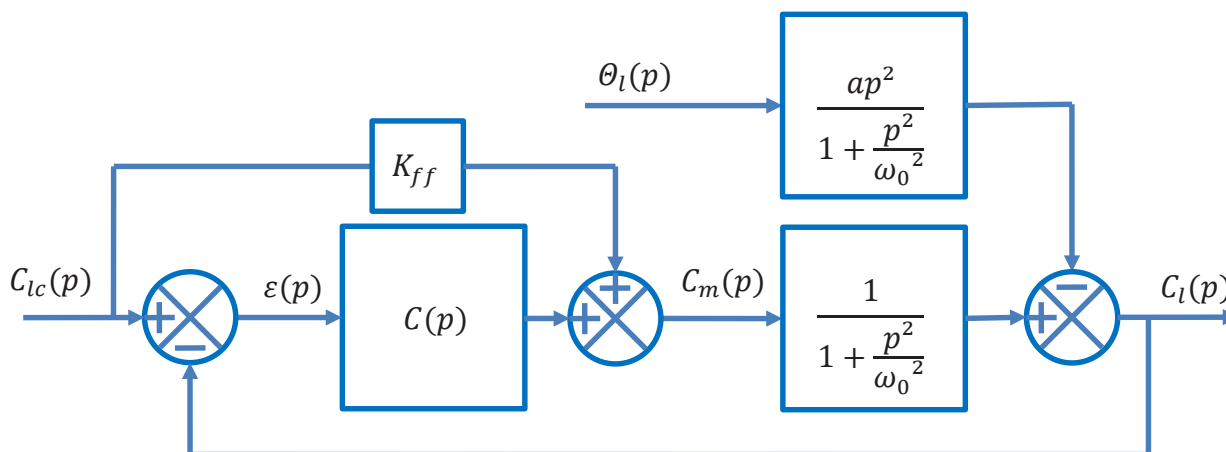 Θ_l(p)
ap²
1 + p²/ω₀²
K_ff
C_lc(p)
+
−
ε(p)
C(p)
+
+
C_m(p)
1
1 + p²/ω₀²
+
−
C_l(p)